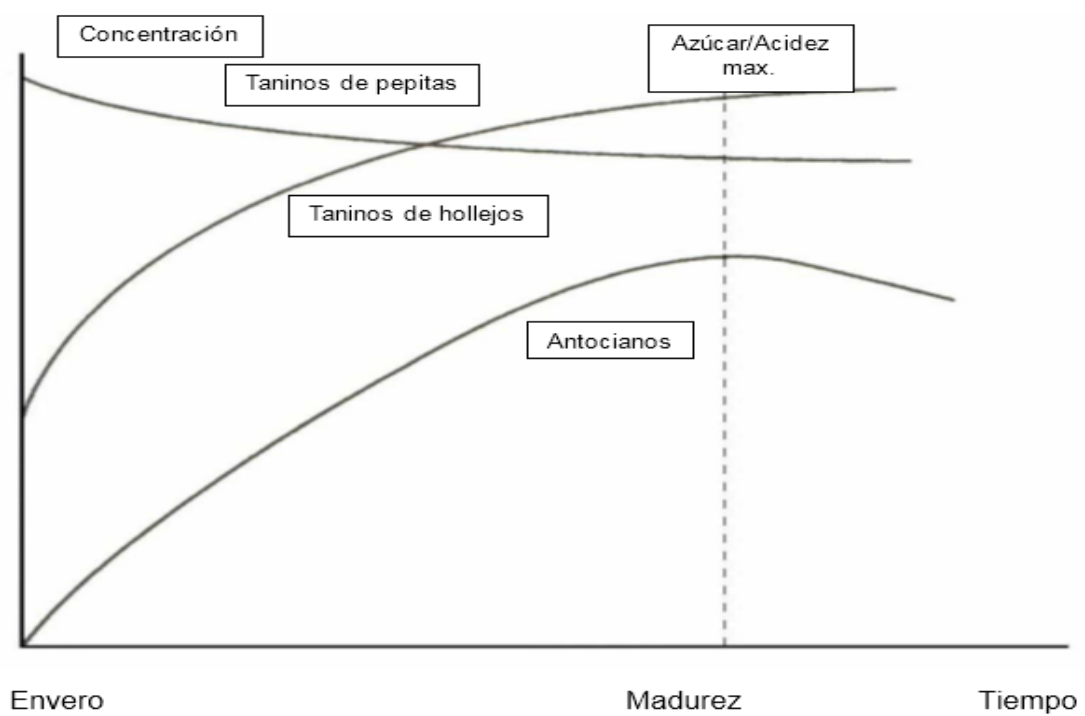 Concentración
Azúcar/Acidez
max.
Taninos de pepitas
Taninos de hollejos
Antocianos
Envero
Madurez
Tiempo